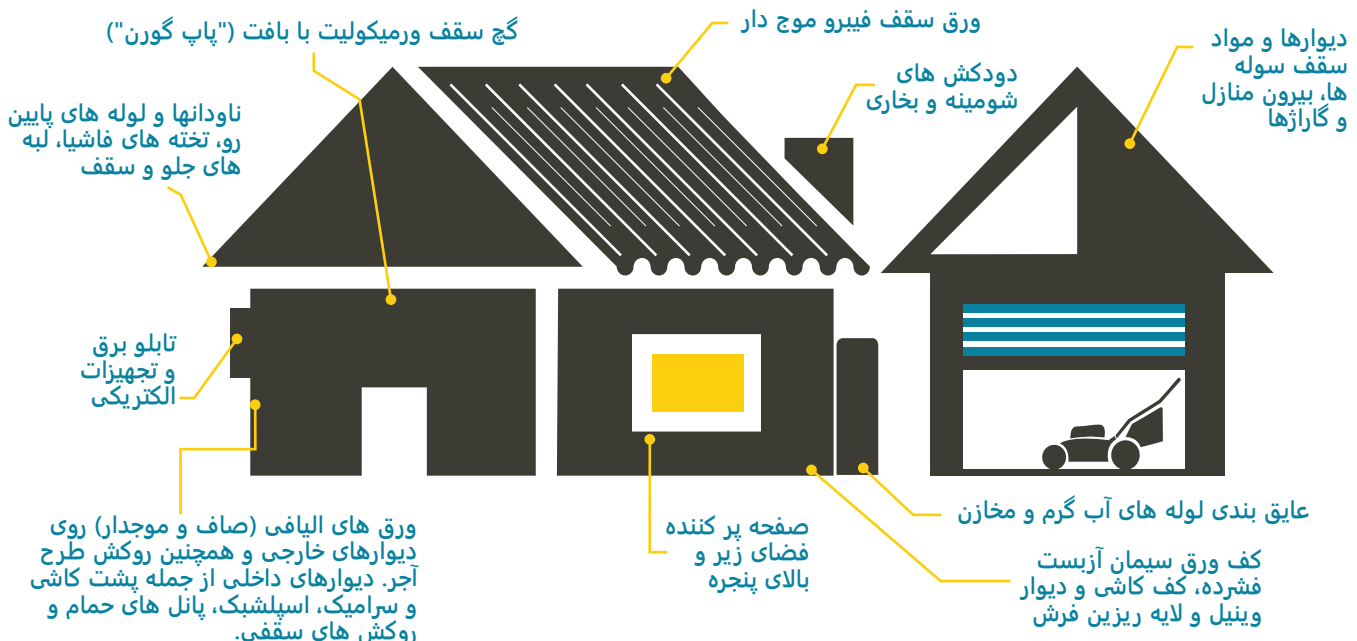 گچ سقف ورمیکولیت با بافت ("پاپ گورن")
ورق سقف فیبرو موج دار
دیوارها و مواد
سقف سوله
ها، بیرون منازل
و گاراژها
دودکش های
شومینه و بخاری
ناودانها و لوله های پایین
رو، تخته های فاشیا، لبه
های جلو و سقف
تابلو برق
و تجهیزات
الکتریکی
عایق بندی لوله های آب گرم و مخازن
ورق های الیافی (صاف و موجدار) روی
دیوارهای خارجی و همچنین روکش طرح
آجر. دیوارهای داخلی از جمله پشت کاشی
و سرامیک، اسپلشبک، پانل های حمام و
روکش های سقفی.
صفحه پر کننده
فضای زیر و
بالای پنجره
کف ورق سیمان آزبست
فشرده، کف کاشی و دیوار
وینیل و لایه ریزین فرش